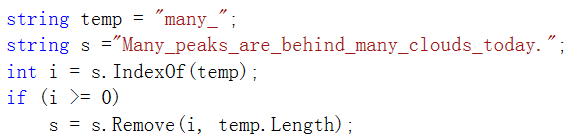 string temp = "many_";
string s ="Many_peaks_are_behind_many_clouds_today.";
int i = s.IndexOf(temp);
if (i >= 0)
    s = s.Remove(i, temp.Length);